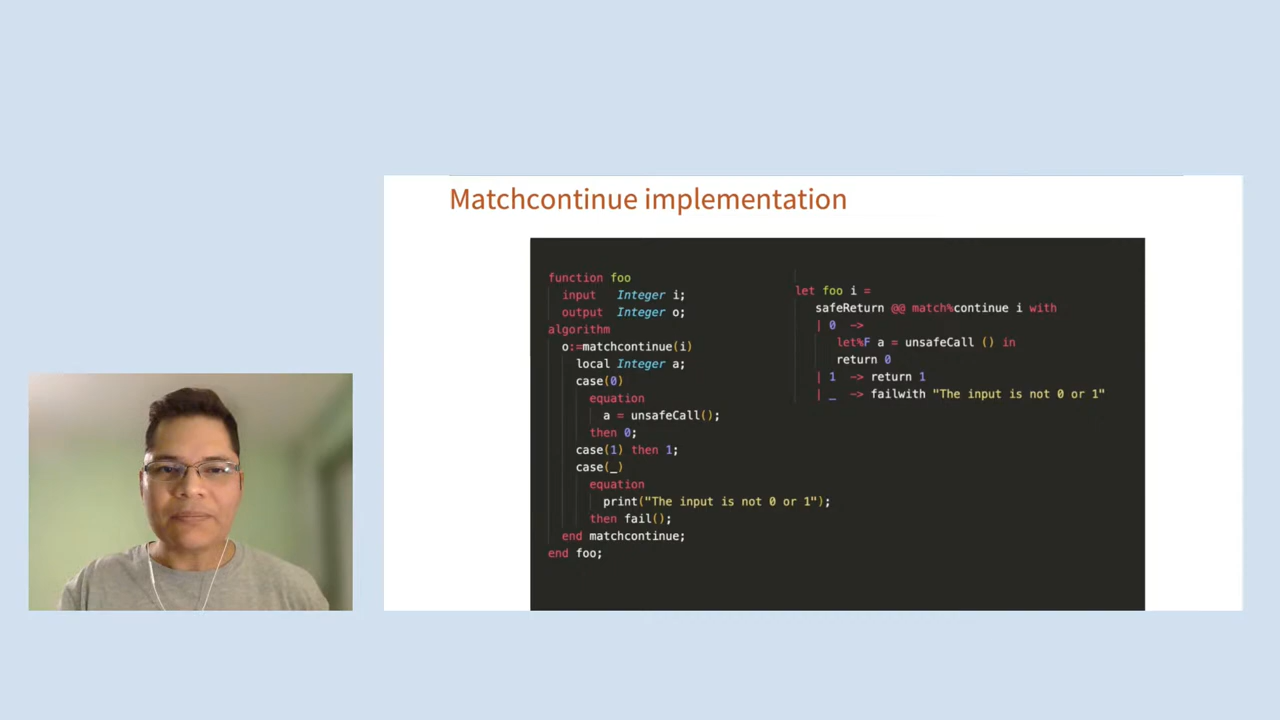 Matchcontinue implementation
function foo
input Integer i;
output Integer o;
algorithm
o:=matchcontinue(i)
local Integer a;
case(0)
equation
a = unsafeCall();
then 0;
case(1) then 1;
case(_)
equation
print("The input is not 0 or 1");
then fail();
end matchcontinue;
end foo;
let foo i =
safeReturn @@ match%continue i with
| 0 ->
let%F a = unsafeCall () in
return 0
| 1 -> return 1
| _ -> failwith "The input is not 0 or 1"